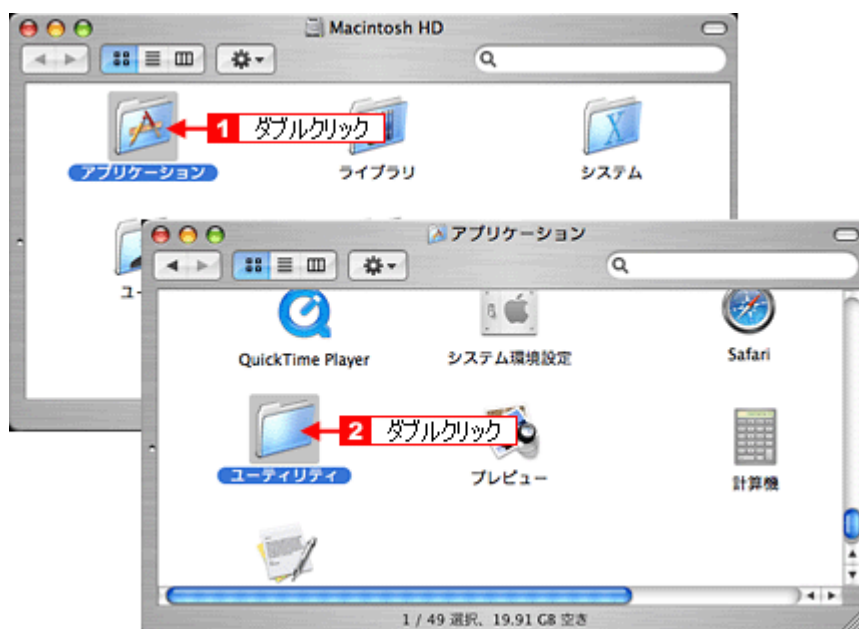 Macintosh HD
1 ダブルクリック
アプリケーション
ライブラリ
システム
アプリケーション
QuickTime Player
システム環境設定
Safari
2 ダブルクリック
ユーティリティ
プレビュー
計算機
1 / 49 選択、19.91 GB 空き